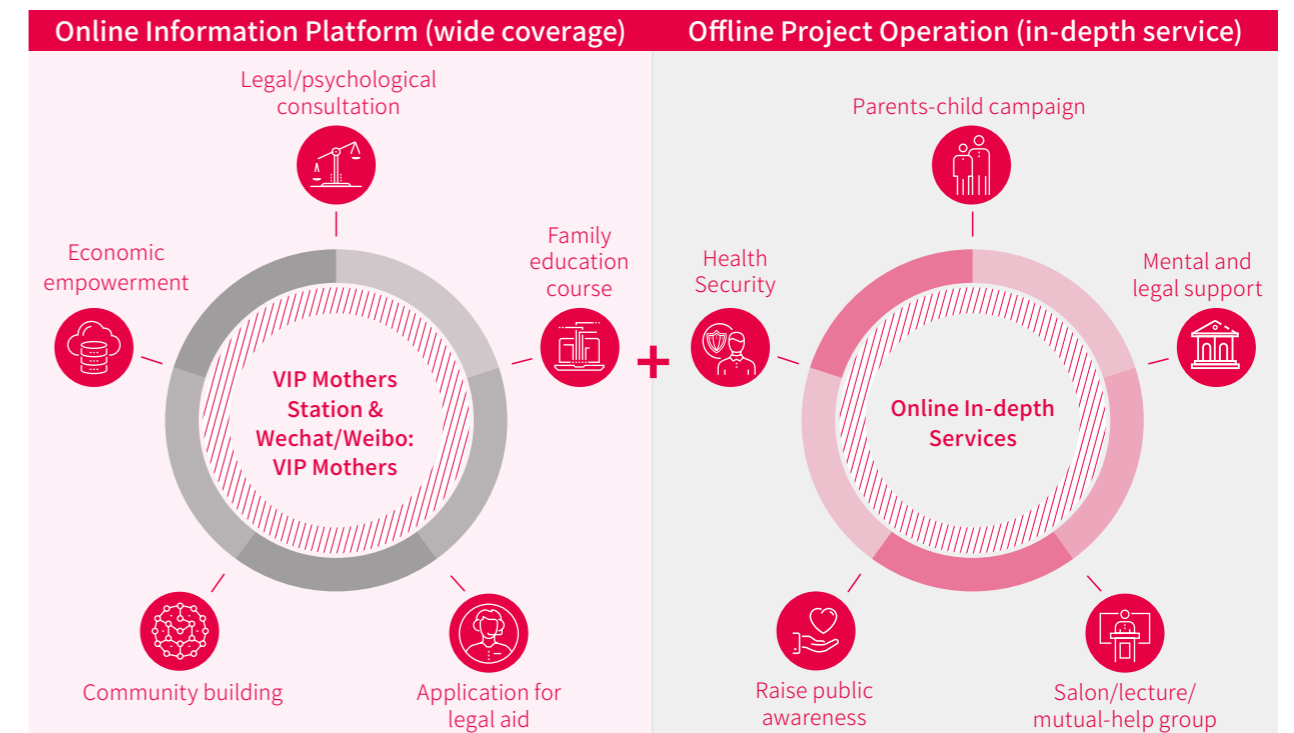 Online Information Platform (wide coverage)
Legal/psychological
consultation
Economic
empowerment
Family
education
course
VIP Mothers
Station &
Wechat/Weibo:
VIP Mothers
Community building
Application for
legal aid
+
Offline Project Operation (in-depth service)
Parents-child campaign
Health
Security
Mental and
legal support
Online In-depth
Services
Raise public
awareness
Salon/lecture/
mutual-help group